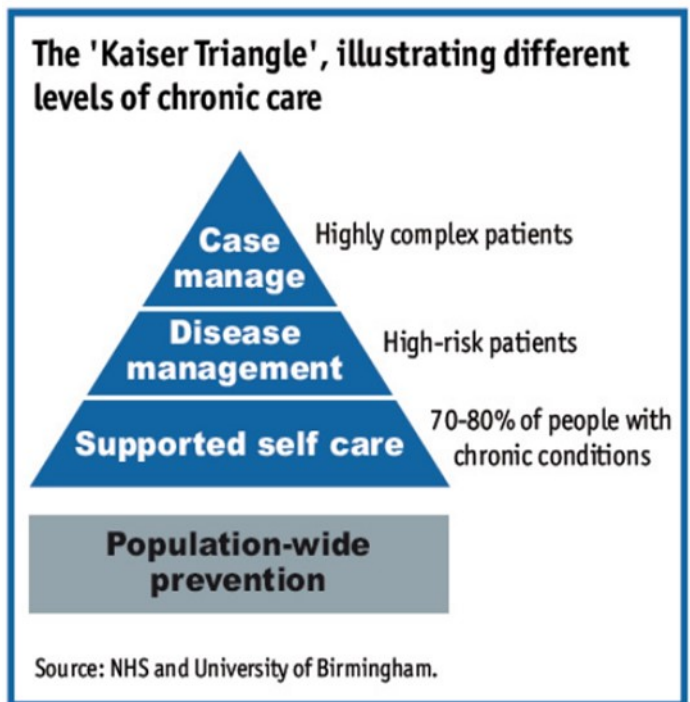 The 'Kaiser Triangle', illustrating different
levels of chronic care
Case
manage
Highly complex patients
Disease
management
High-risk patients
Supported self care
70-80% of people with
chronic conditions
Population-wide
prevention
Source: NHS and University of Birmingham.